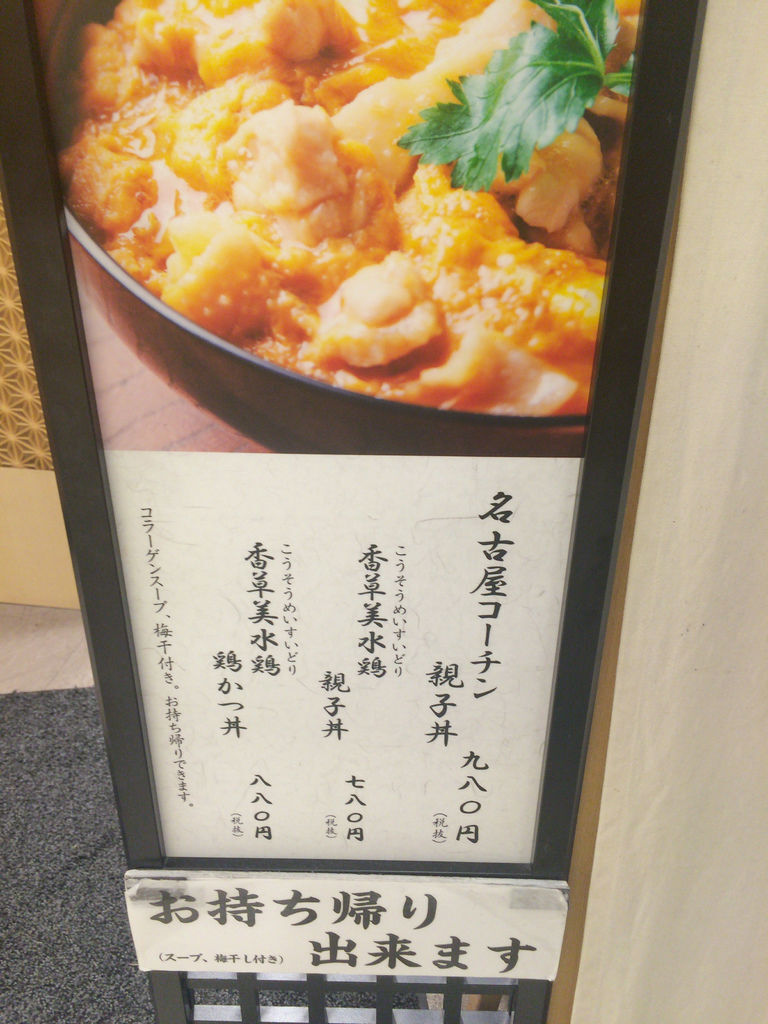 名古屋コーチン
親子丼
九八〇円
（税抜）
こうそうめいすいどり
香草美水鶏
親子丼
七八〇円
（税抜）
こうそうめいすいどり
香草美水鶏
鶏かつ丼
八八〇円
（税抜）
コラーゲンスープ、梅干付き。お持ち帰りできます。
お持ち帰り
（スープ、梅干し付き） 出来ます